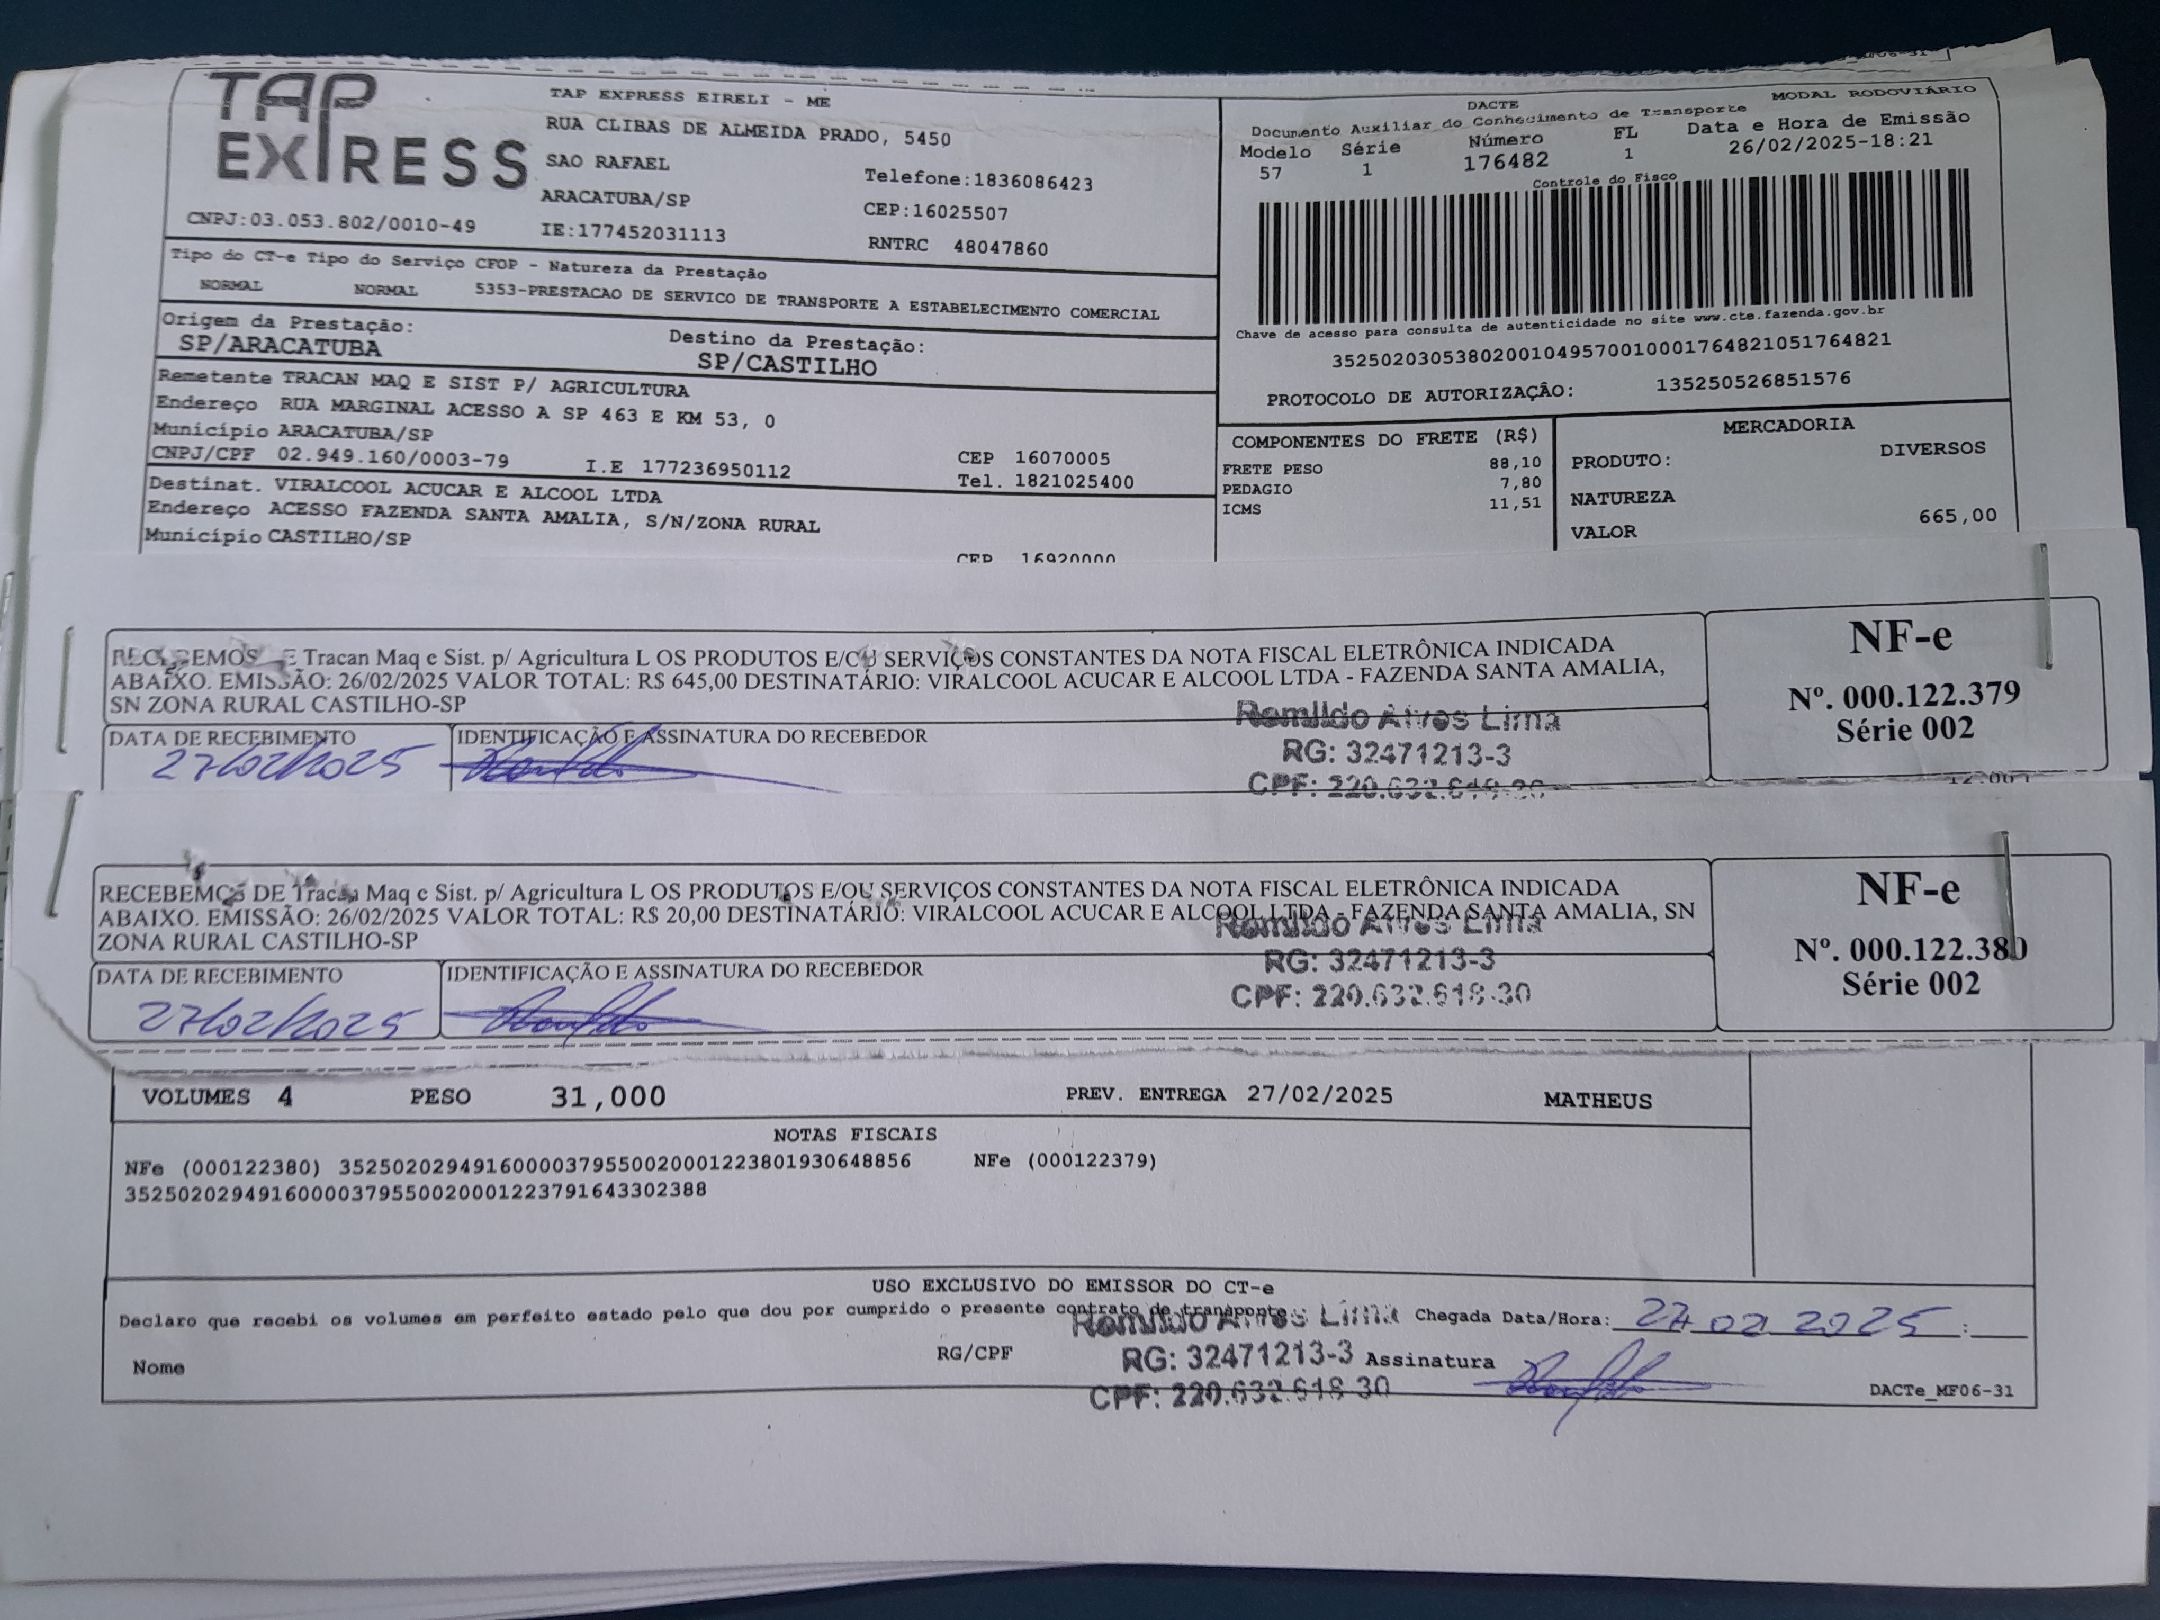 TAP
EXPRESS
TAP EXPRESS EIRELI - ME
RUA CLIBAS DE ALMEIDA PRADO, 5450
SAO RAFAEL
Telefone:1836086423
ARACATUBA/SP
CEP:16025507
CNPJ:03.053.802/0010-49
IE:177452031113
RNTRC 48047860
DACTE
MODAL RODOVIÁRIO
Documento Auxiliar do Conhecimento de Transporte
Modelo Série Número FL Data e Hora de Emissão
57 1 176482 1 26/02/2025-18:21
Controle do Fisco
Chave de acesso para consulta de autenticidade no site www.cte.fazenda.gov.br
35250203053802001049570010001764821051764821
PROTOCOLO DE AUTORIZAÇÃO: 135250526851576
Tipo do CT-e Tipo do Serviço CFOP - Natureza da Prestação
NORMAL NORMAL 5353-PRESTACAO DE SERVICO DE TRANSPORTE A ESTABELECIMENTO COMERCIAL
Origem da Prestação: Destino da Prestação:
SP/ARACATUBA SP/CASTILHO
Remetente TRACAN MAQ E SIST P/ AGRICULTURA
Endereço RUA MARGINAL ACESSO A SP 463 E KM 53, 0
Município ARACATUBA/SP CEP 16070005
CNPJ/CPF 02.949.160/0003-79 I.E 177236950112 Tel. 1821025400
Destinat. VIRALCOOL ACUCAR E ALCOOL LTDA
Endereço ACESSO FAZENDA SANTA AMALIA, S/N/ZONA RURAL
Município CASTILHO/SP
CEP 16920000
COMPONENTES DO FRETE (R$)
FRETE PESO 88,10
PEDAGIO 7,80
ICMS 11,51
MERCADORIA
PRODUTO: DIVERSOS
NATUREZA
VALOR 665,00
Tracan Maq e Sist. p/ Agricultura L OS PRODUTOS E/OU SERVIÇOS CONSTANTES DA NOTA FISCAL ELETRÔNICA INDICADA
ABAIXO. EMISSÃO: 26/02/2025 VALOR TOTAL: R$ 645,00 DESTINATÁRIO: VIRALCOOL ACUCAR E ALCOOL LTDA - FAZENDA SANTA AMALIA,
SN ZONA RURAL CASTILHO-SP
DATA DE RECEBIMENTO IDENTIFICAÇÃO E ASSINATURA DO RECEBEDOR
27/02/2025
Romildo Alves Lima
RG: 32471213-3
CPF:
NF-e
Nº. 000.122.379
Série 002
RECEBEMOS DE Tracan Maq e Sist. p/ Agricultura L OS PRODUTOS E/OU SERVIÇOS CONSTANTES DA NOTA FISCAL ELETRÔNICA INDICADA
ABAIXO. EMISSÃO: 26/02/2025 VALOR TOTAL: R$ 20,00 DESTINATÁRIO: VIRALCOOL ACUCAR E ALCOOL LTDA - FAZENDA SANTA AMALIA, SN
ZONA RURAL CASTILHO-SP
DATA DE RECEBIMENTO IDENTIFICAÇÃO E ASSINATURA DO RECEBEDOR
27/02/2025
Romildo Alves Lima
RG: 32471213-3
CPF: 220.632.618-30
NF-e
Nº. 000.122.380
Série 002
VOLUMES 4 PESO 31,000 PREV. ENTREGA 27/02/2025 MATHEUS
NOTAS FISCAIS
NFe (000122380) 35250202949160000379550020001223801930648856 NFe (000122379)
35250202949160000379550020001223791643302388
USO EXCLUSIVO DO EMISSOR DO CT-e
Declaro que recebi os volumes em perfeito estado pelo que dou por cumprido o presente contrato de transporte Chegada Data/Hora: 27 02 2025 :
Romildo Alves Lima
Nome RG/CPF RG: 32471213-3 Assinatura
CPF: 220.632.618-30
DACTe_MF06-31